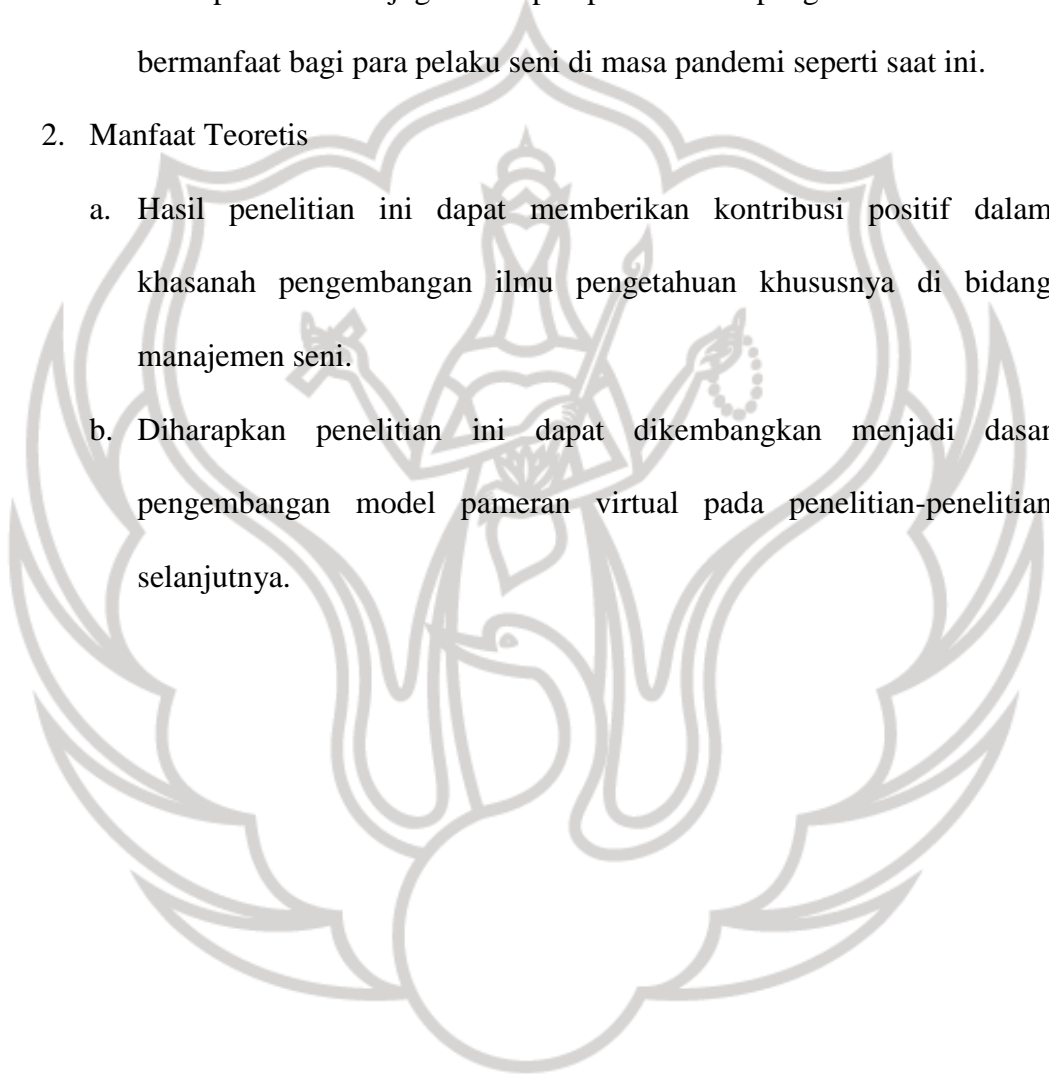 bermanfaat bagi para pelaku seni di masa pandemi seperti saat ini.
2. Manfaat Teoretis
a. Hasil penelitian ini dapat memberikan kontribusi positif dalam
khasanah pengembangan ilmu pengetahuan khususnya di bidang
manajemen seni.
b. Diharapkan penelitian ini dapat dikembangkan menjadi dasar
pengembangan model pameran virtual pada penelitian-penelitian
selanjutnya.